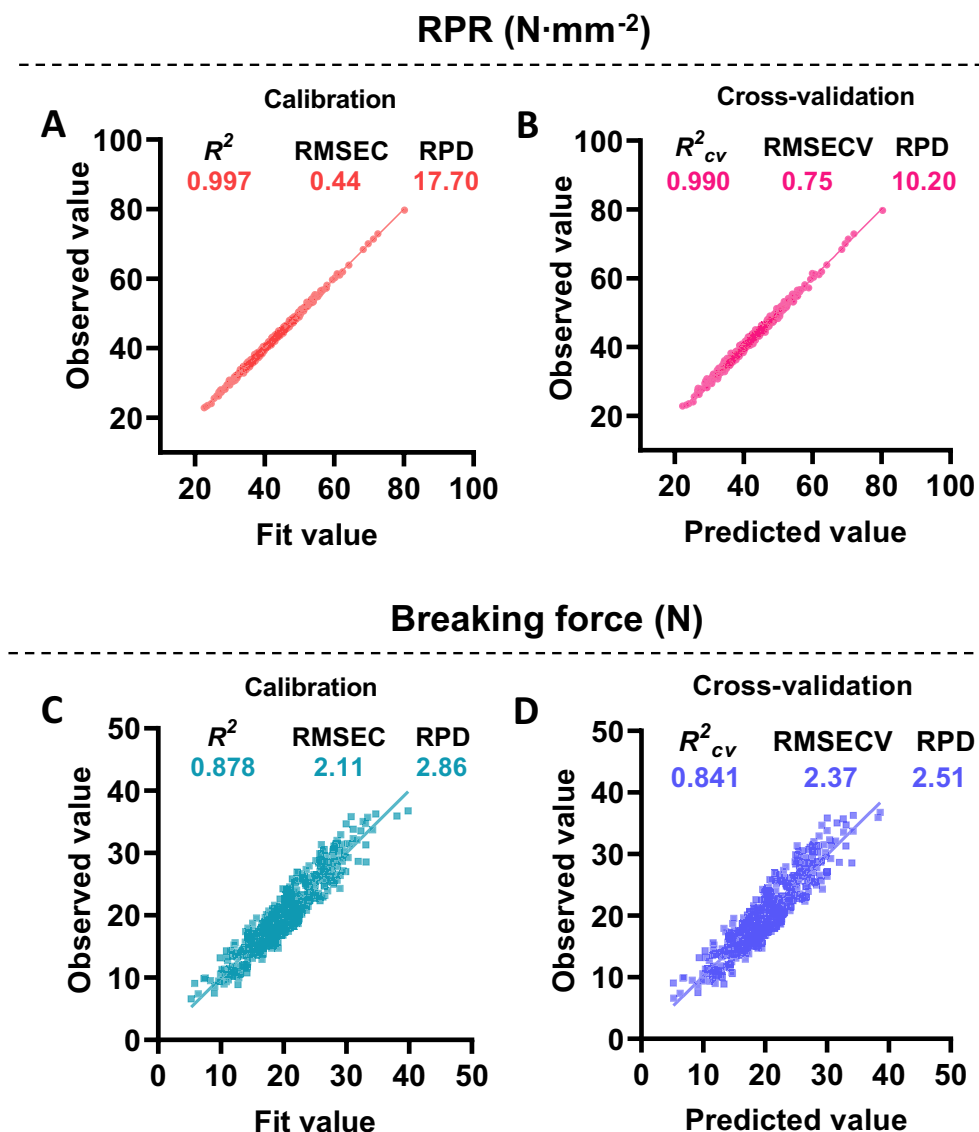 RPR (N·mm⁻²)
A
Calibration
R² RMSEC RPD
0.997 0.44 17.70
Observed value
100
80
60
40
20
20 40 60 80 100
Fit value
B
Cross-validation
R²cv RMSECV RPD
0.990 0.75 10.20
Observed value
100
80
60
40
20
20 40 60 80 100
Predicted value
Breaking force (N)
C
Calibration
R² RMSEC RPD
0.878 2.11 2.86
Observed value
50
40
30
20
10
0
0 10 20 30 40 50
Fit value
D
Cross-validation
R²cv RMSECV RPD
0.841 2.37 2.51
Observed value
50
40
30
20
10
0
0 10 20 30 40 50
Predicted value